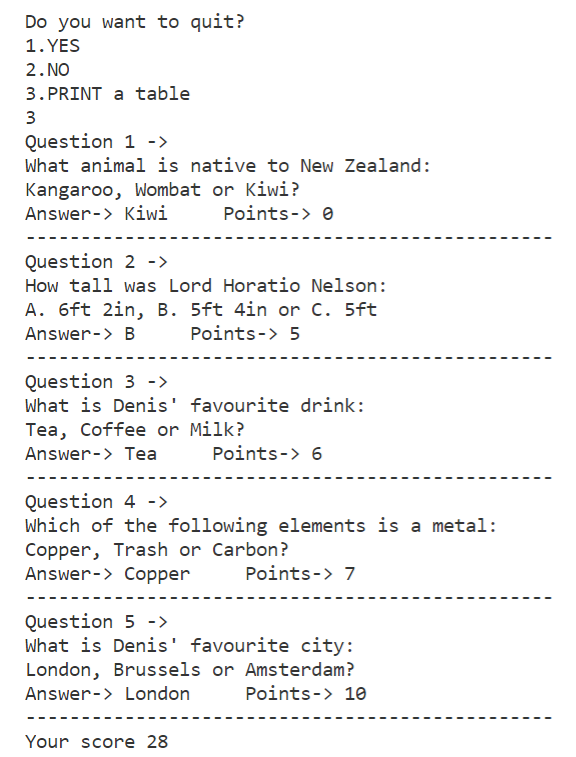 Do you want to quit?
1.YES
2.NO
3.PRINT a table
3
Question 1 ->
What animal is native to New Zealand:
Kangaroo, Wombat or Kiwi?
Answer-> Kiwi     Points-> 0
------------------------------------------------
Question 2 ->
How tall was Lord Horatio Nelson:
A. 6ft 2in, B. 5ft 4in or C. 5ft
Answer-> B     Points-> 5
------------------------------------------------
Question 3 ->
What is Denis' favourite drink:
Tea, Coffee or Milk?
Answer-> Tea     Points-> 6
------------------------------------------------
Question 4 ->
Which of the following elements is a metal:
Copper, Trash or Carbon?
Answer-> Copper     Points-> 7
------------------------------------------------
Question 5 ->
What is Denis' favourite city:
London, Brussels or Amsterdam?
Answer-> London     Points-> 10
------------------------------------------------
Your score 28